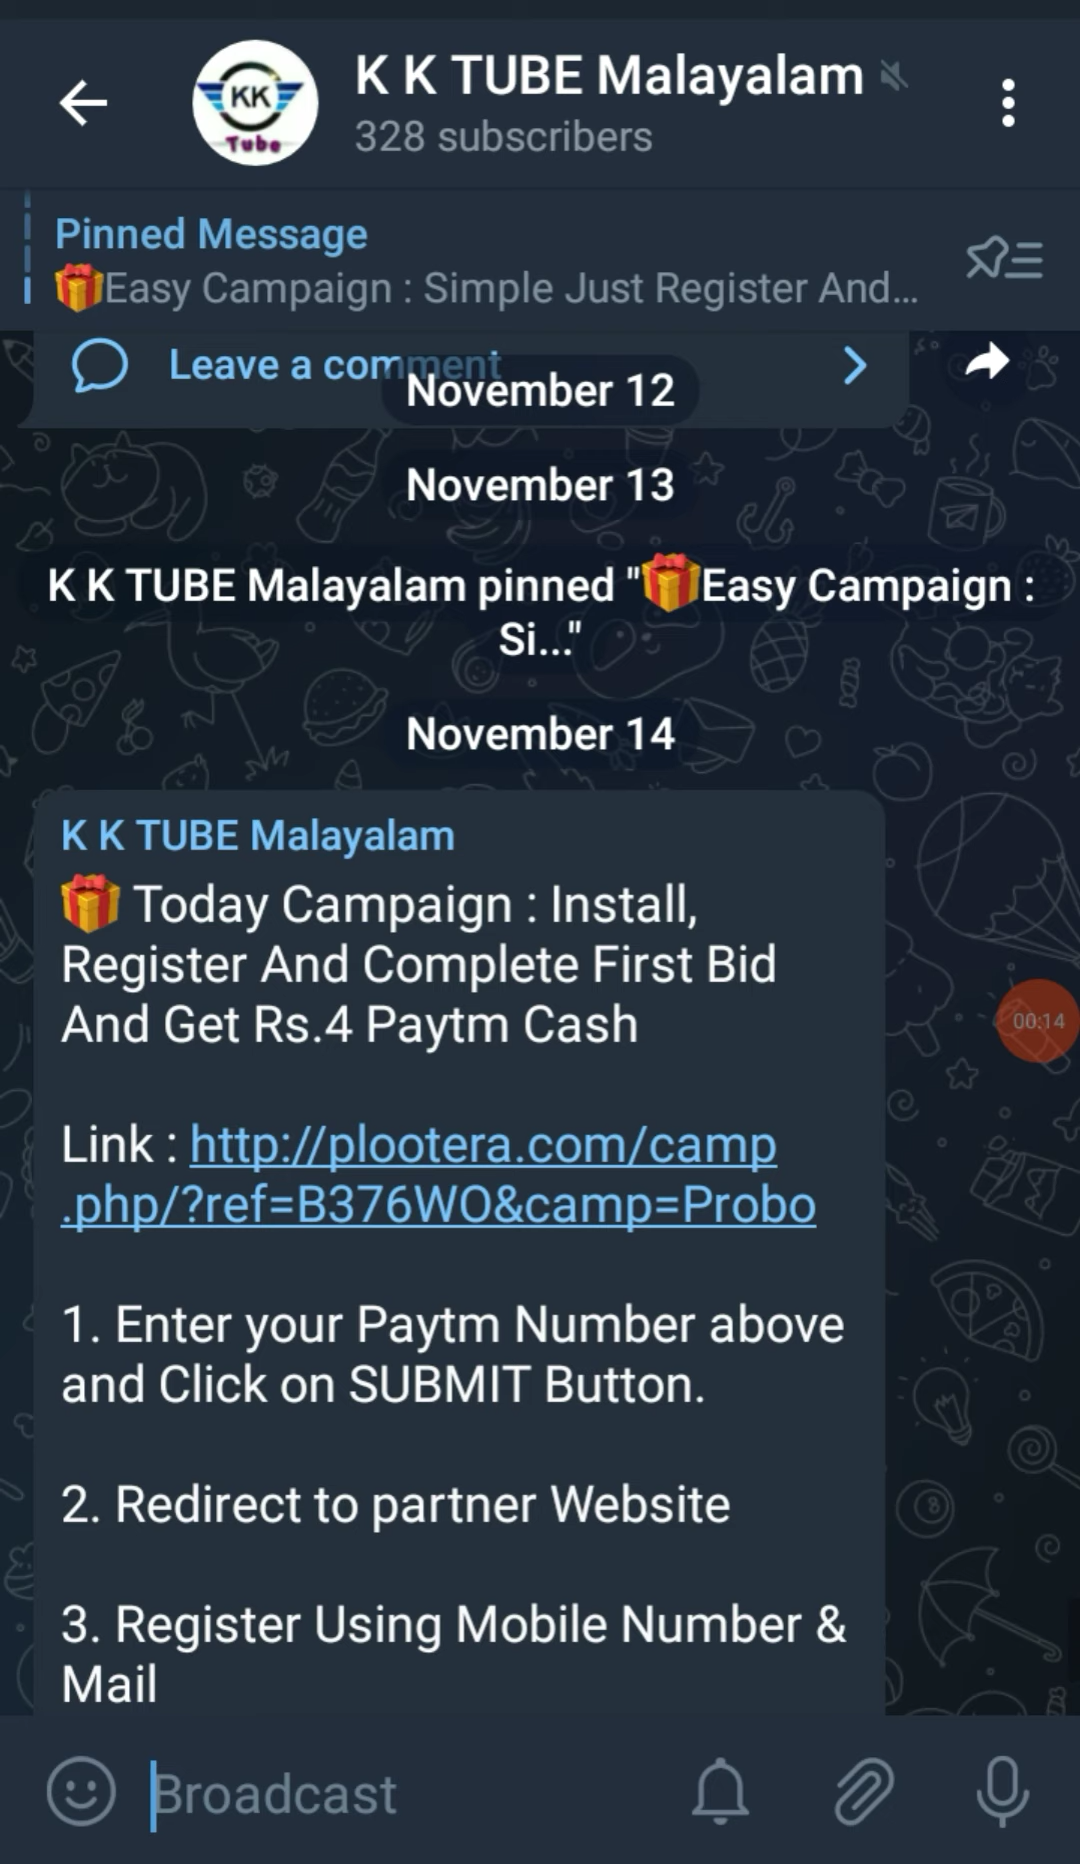 K K TUBE Malayalam
328 subscribers
KK
Tube
Pinned Message
🎁Easy Campaign : Simple Just Register And...
Leave a comment
November 12
November 13
K K TUBE Malayalam pinned "🎁Easy Campaign :
Si..."
November 14
K K TUBE Malayalam
🎁 Today Campaign : Install,
Register And Complete First Bid
And Get Rs.4 Paytm Cash
00:14
Link : http://plootera.com/camp
.php/?ref=B376WO&camp=Probo
1. Enter your Paytm Number above
and Click on SUBMIT Button.
2. Redirect to partner Website
3. Register Using Mobile Number &
Mail
Broadcast